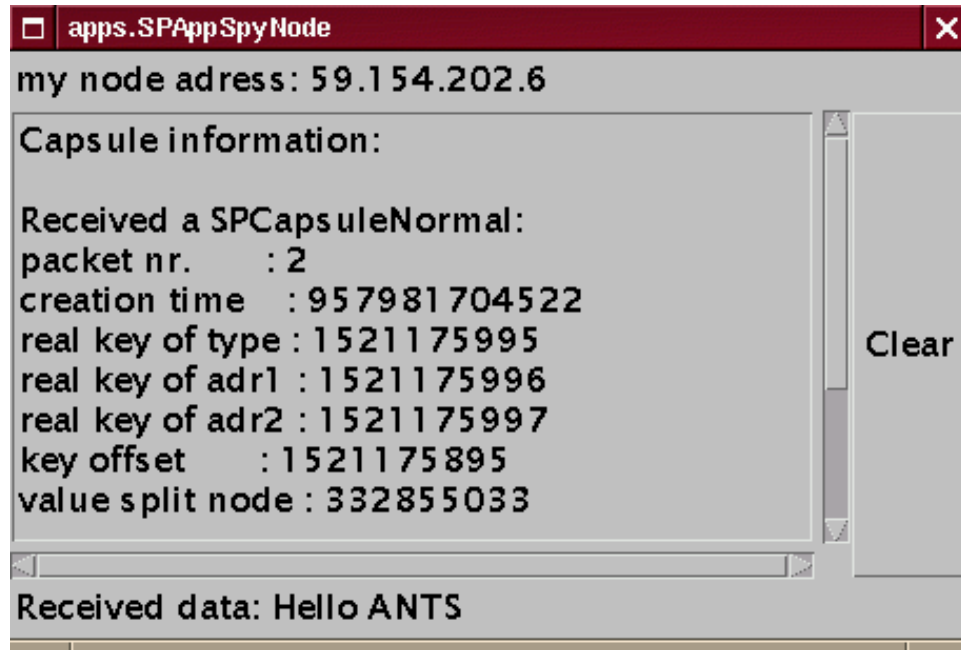 apps.SPAppSpyNode
my node adress: 59.154.202.6
Capsule information:
Received a SPCapsuleNormal:
packet nr. : 2
creation time : 957981704522
real key of type : 1521175995
real key of adr1 : 1521175996
real key of adr2 : 1521175997
key offset : 1521175895
value split node : 332855033
Clear
Received data: Hello ANTS